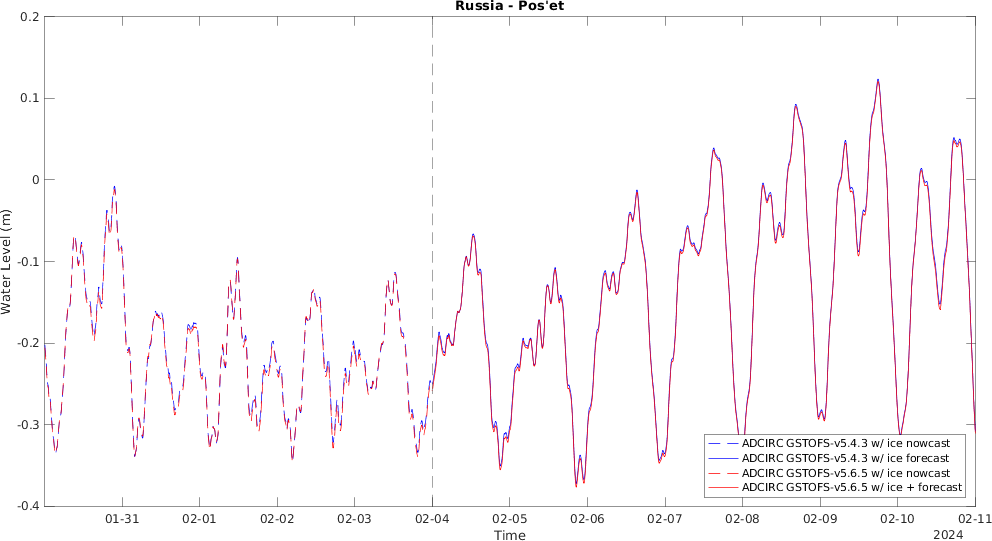 Russia - Pos'et
Water Level (m)
0.2
0.1
0
-0.1
-0.2
-0.3
-0.4
ADCIRC GSTOFS-v5.4.3 w/ ice nowcast
ADCIRC GSTOFS-v5.4.3 w/ ice forecast
ADCIRC GSTOFS-v5.6.5 w/ ice nowcast
ADCIRC GSTOFS-v5.6.5 w/ ice + forecast
01-31 02-01 02-02 02-03 02-04 02-05 02-06 02-07 02-08 02-09 02-10 02-11
Time
2024